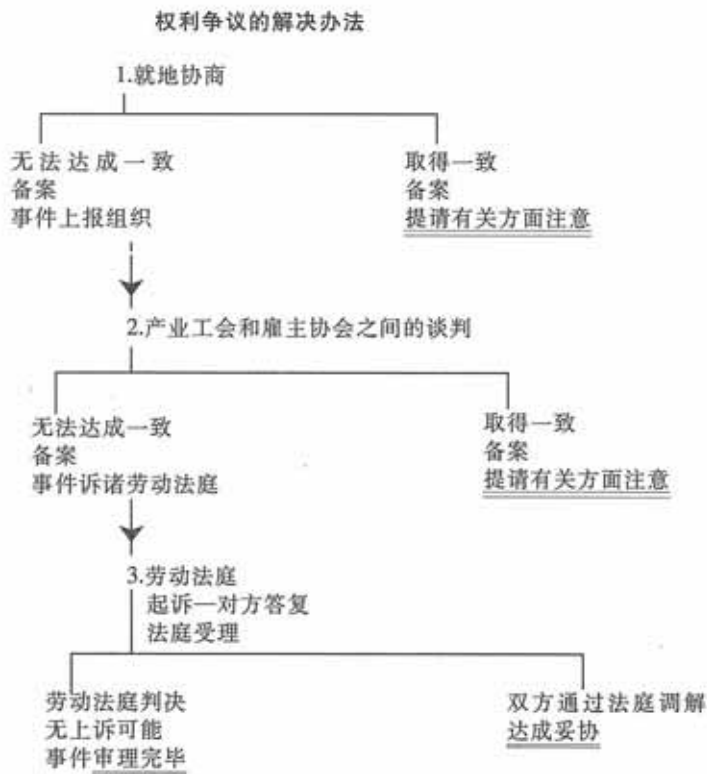 权利争议的解决办法
1.就地协商
无法达成一致
备案
事件上报组织
取得一致
备案
提请有关方面注意
2.产业工会和雇主协会之间的谈判
无法达成一致
备案
事件诉诸劳动法庭
取得一致
备案
提请有关方面注意
3.劳动法庭
起诉—对方答复
法庭受理
劳动法庭判决
无上诉可能
事件审理完毕
双方通过法庭调解
达成妥协